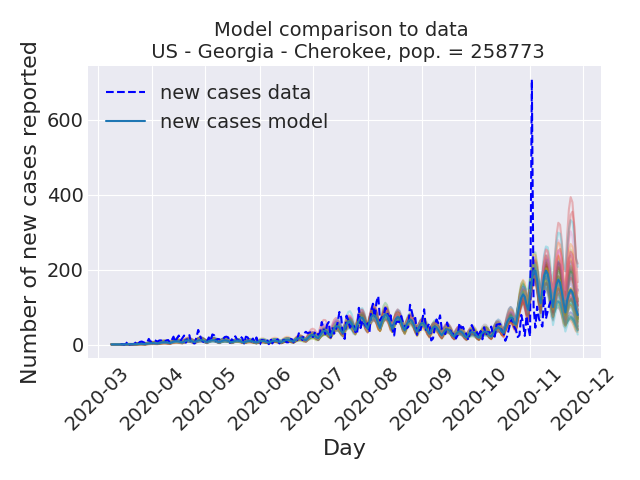 Model comparison to data
US - Georgia - Cherokee, pop. = 258773
Number of new cases reported
600
400
200
0
new cases data
new cases model
2020-03
2020-04
2020-05
2020-06
2020-07
2020-08
2020-09
2020-10
2020-11
2020-12
Day